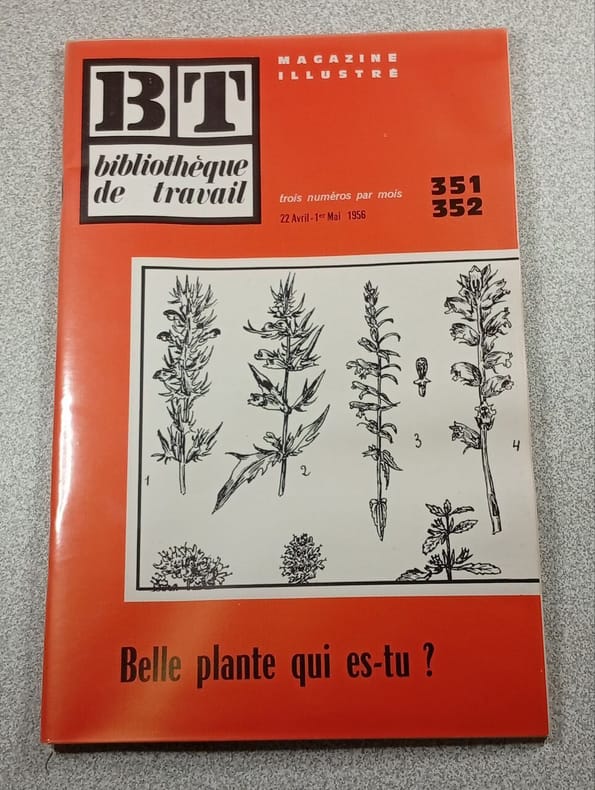 BT
bibliothèque
de travail
MAGAZINE
ILLUSTRÉ
trois numéros par mois
22 Avril-1er Mai 1956
351
352
1
2
3
4
Belle plante qui es-tu ?